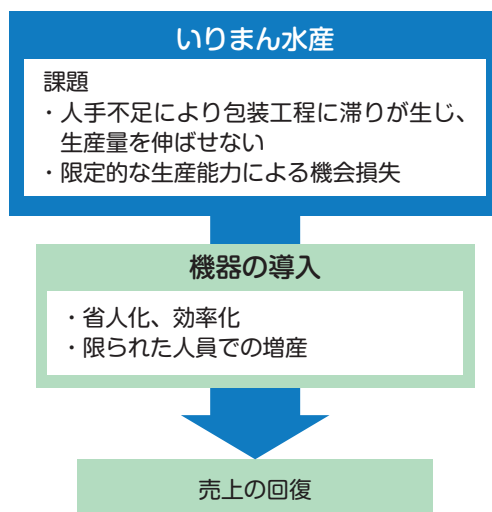 いりまん水産
課題
・人手不足により包装工程に滞りが生じ、
生産量を伸ばせない
・限定的な生産能力による機会損失
機器の導入
・省人化、効率化
・限られた人員での増産
売上の回復